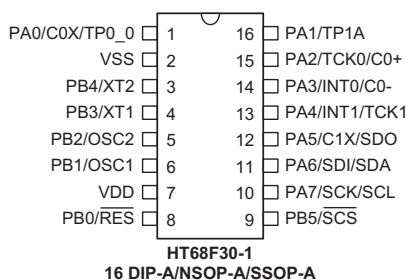 PA0/C0X/TP0_0 1 16 PA1/TP1A
VSS 2 15 PA2/TCK0/C0+
PB4/XT2 3 14 PA3/INT0/C0-
PB3/XT1 4 13 PA4/INT1/TCK1
PB2/OSC2 5 12 PA5/C1X/SDO
PB1/OSC1 6 11 PA6/SDI/SDA
VDD 7 10 PA7/SCK/SCL
PB0/R̅E̅S̅ 8 9 PB5/S̅C̅S̅
HT68F30-1
16 DIP-A/NSOP-A/SSOP-A